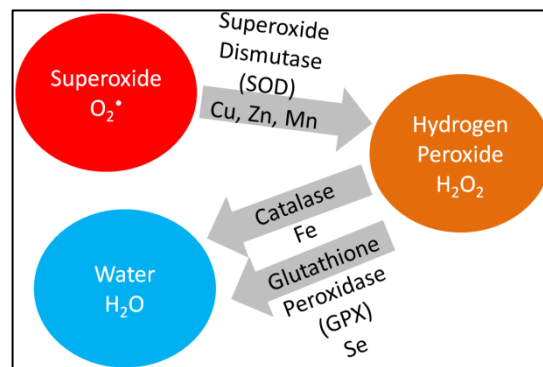 Superoxide
O₂•
Superoxide
Dismutase
(SOD)
Cu, Zn, Mn
Hydrogen
Peroxide
H₂O₂
Catalase
Fe
Glutathione
Peroxidase
(GPX)
Se
Water
H₂O